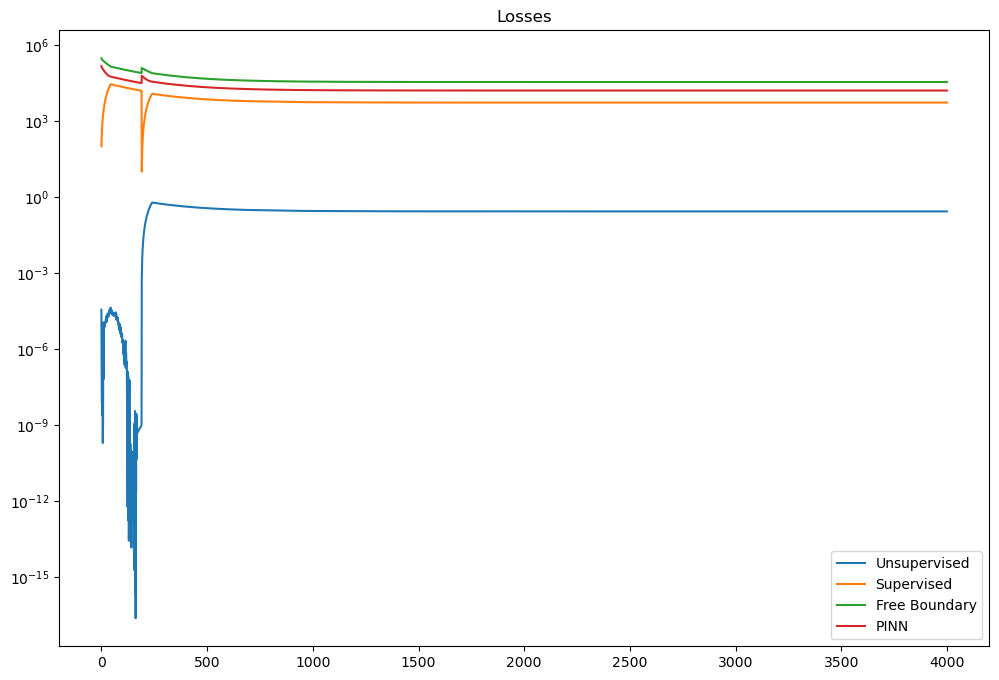 Losses
10⁶
10³
10⁰
10⁻³
10⁻⁶
10⁻⁹
10⁻¹²
10⁻¹⁵
0 500 1000 1500 2000 2500 3000 3500 4000
Unsupervised
Supervised
Free Boundary
PINN